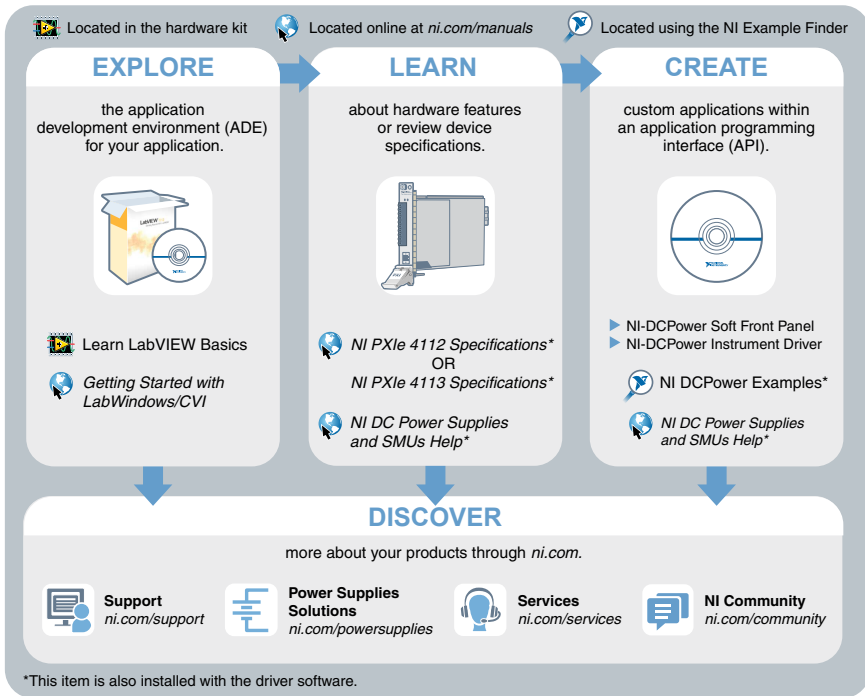 Located in the hardware kit
Located online at ni.com/manuals
Located using the NI Example Finder
EXPLORE
the application
development environment (ADE)
for your application.
LabVIEW
Learn LabVIEW Basics
Getting Started with
LabWindows/CVI
LEARN
about hardware features
or review device
specifications.
NI PXIe 4112 Specifications*
OR
NI PXIe 4113 Specifications*
NI DC Power Supplies
and SMUs Help*
CREATE
custom applications within
an application programming
interface (API).
NI-DCPower Soft Front Panel
NI-DCPower Instrument Driver
NI DCPower Examples*
NI DC Power Supplies
and SMUs Help*
DISCOVER
more about your products through ni.com.
Support
ni.com/support
Power Supplies
Solutions
ni.com/powersupplies
Services
ni.com/services
NI Community
ni.com/community
*This item is also installed with the driver software.